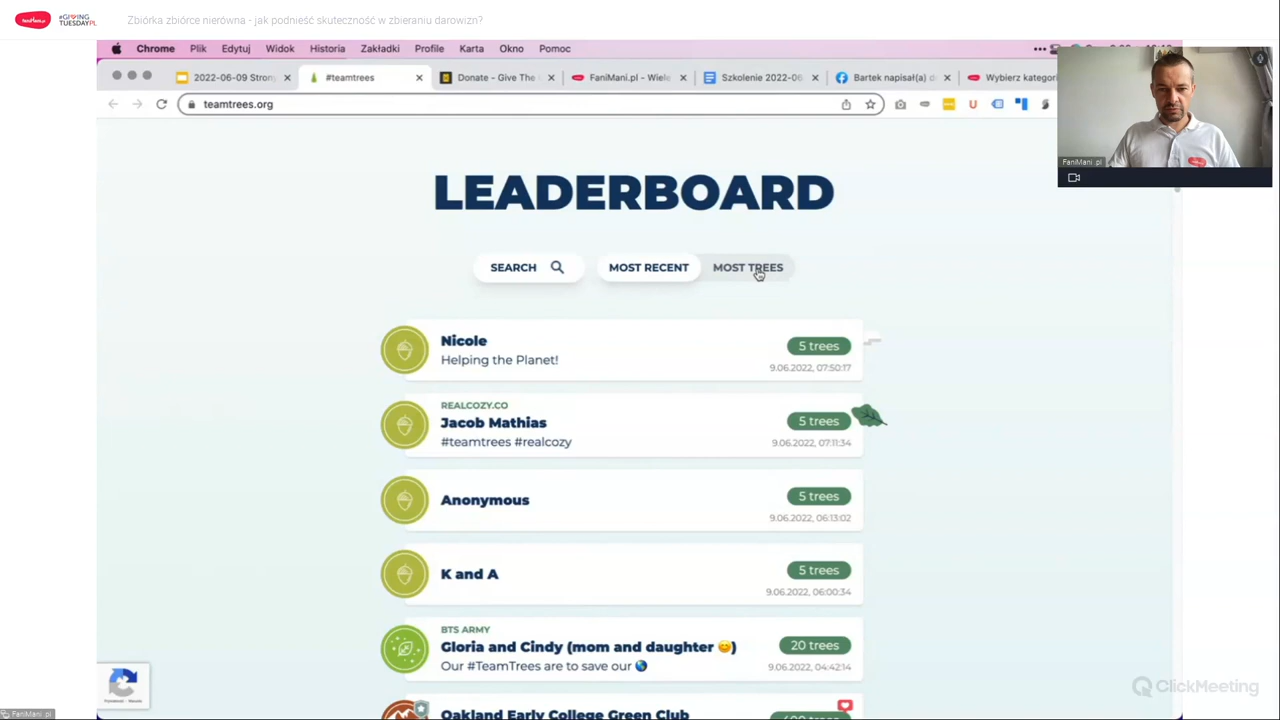 FaniMani.pl
#GIVING
TUESDAYPL
Zbiórka zbiórce nierówna - jak podnieść skuteczność w zbieraniu darowizn?
Chrome Plik Edytuj Widok Historia Zakładki Profile Karta Okno Pomoc
2022-06-09 Stron
#teamtrees
Donate - Give The
FaniMani.pl - Wiele
Szkolenie 2022-06
Bartek napisał(a) d
Wybierz kategori
teamtrees.org
FaniMani .pl
LEADERBOARD
SEARCH
MOST RECENT
MOST TREES
Nicole
Helping the Planet!
5 trees
9.06.2022, 07:50:17
REALCOZY.CO
Jacob Mathias
#teamtrees #realcozy
5 trees
9.06.2022, 07:11:34
Anonymous
5 trees
9.06.2022, 06:13:02
K and A
5 trees
9.06.2022, 06:00:34
BTS ARMY
Gloria and Cindy (mom and daughter 😊)
Our #TeamTrees are to save our 🌎
20 trees
9.06.2022, 04:42:14
Oakland Early College Green Club
ClickMeeting
FaniMani .pl